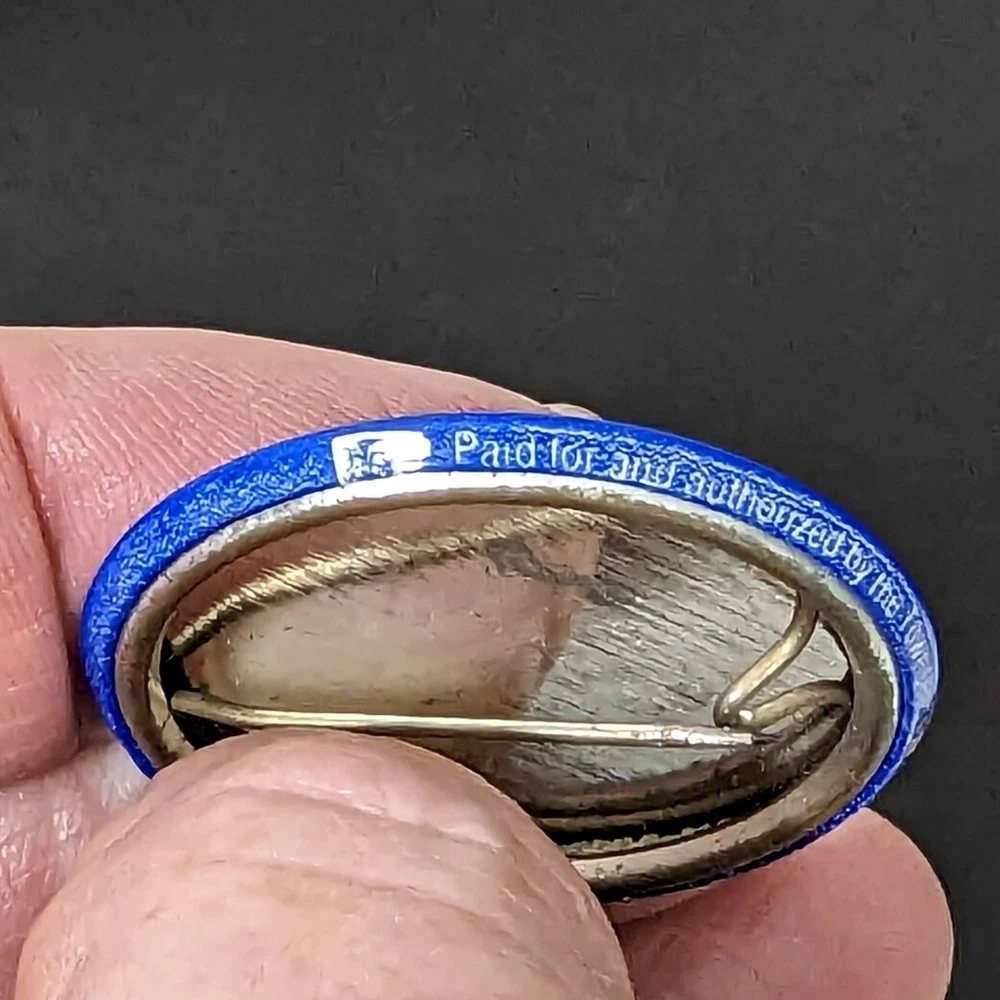 Paid for and authorized by the